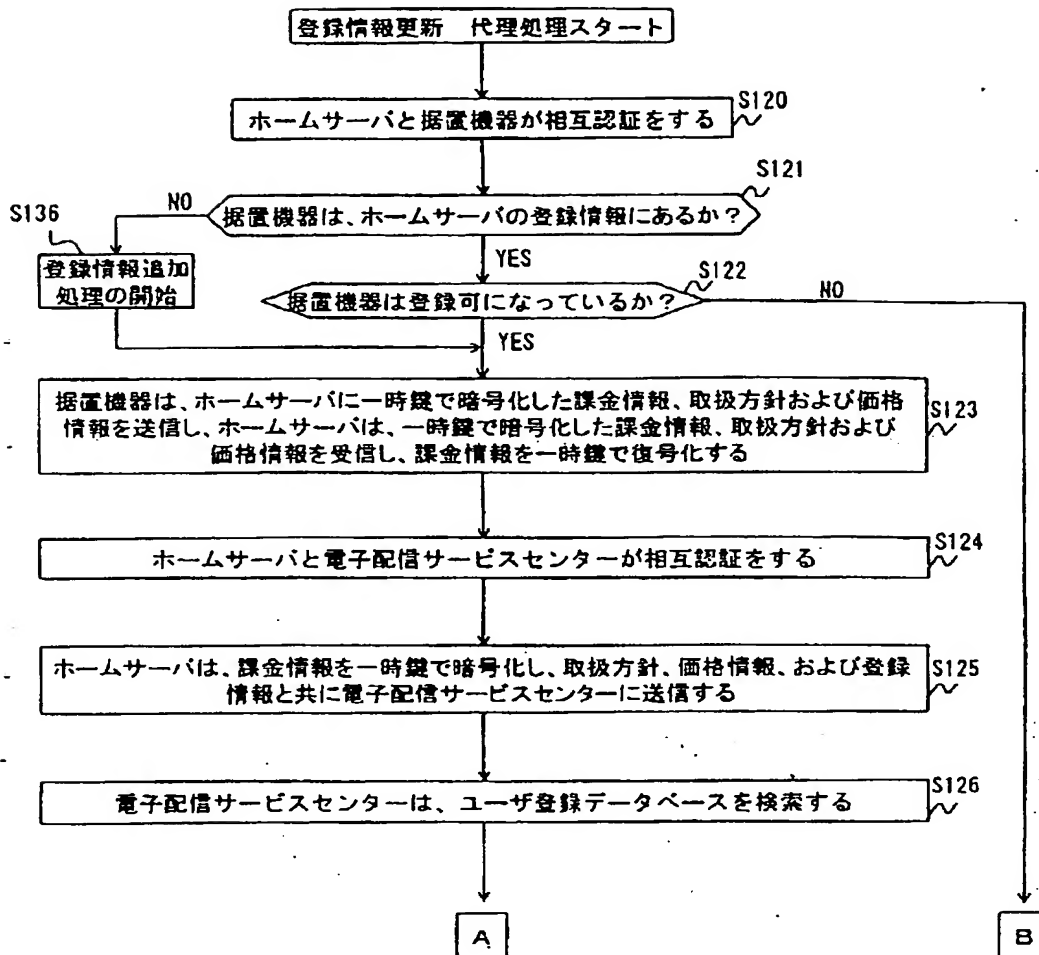 登録情報更新 代理処理スタート
S120
ホームサーバと据置機器が相互認証をする
S121
NO
据置機器は、ホームサーバの登録情報にあるか？
S136
登録情報追加
処理の開始
YES
S122
据置機器は登録可になっているか？
NO
YES
据置機器は、ホームサーバに一時鍵で暗号化した課金情報、取扱方針および価格
情報を送信し、ホームサーバは、一時鍵で暗号化した課金情報、取扱方針および
価格情報を受信し、課金情報を一時鍵で復号化する
S123
S124
ホームサーバと電子配信サービスセンターが相互認証をする
ホームサーバは、課金情報を一時鍵で暗号化し、取扱方針、価格情報、および登録
情報と共に電子配信サービスセンターに送信する
S125
S126
電子配信サービスセンターは、ユーザ登録データベースを検索する
A
B